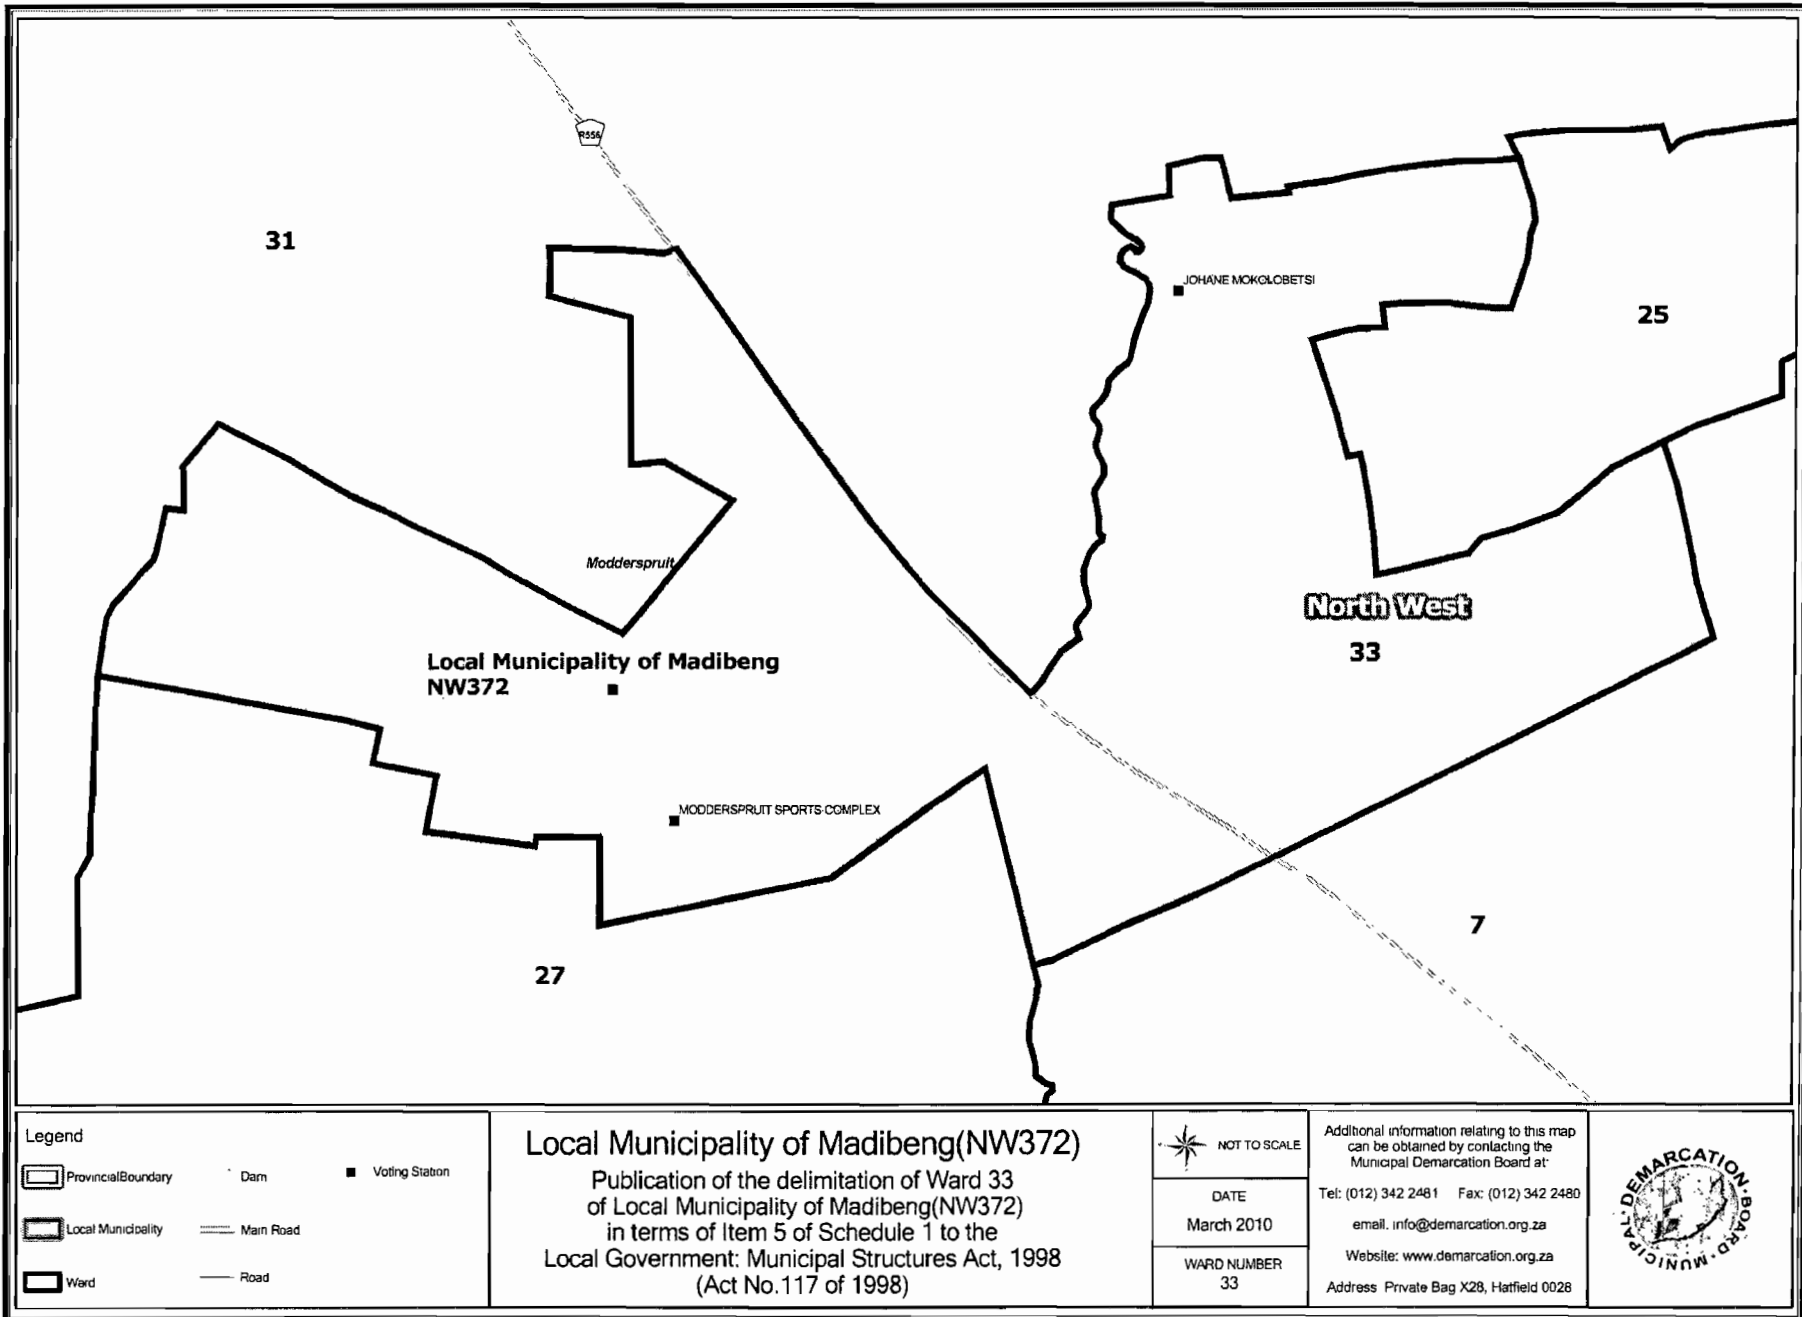 R556
31
JOHANE MOKOLOBETSI
25
Modderspruit
North West
33
Local Municipality of Madibeng
NW372
MODDERSPRUIT SPORTS COMPLEX
7
27
Legend
ProvincialBoundary
Dam
Voting Station
Local Municipality
Main Road
Ward
Road
Local Municipality of Madibeng(NW372)
Publication of the delimitation of Ward 33
of Local Municipality of Madibeng(NW372)
in terms of Item 5 of Schedule 1 to the
Local Government: Municipal Structures Act, 1998
(Act No.117 of 1998)
NOT TO SCALE
DATE
March 2010
WARD NUMBER
33
Additional information relating to this map
can be obtained by contacting the
Municipal Demarcation Board at:
Tel: (012) 342 2481 Fax: (012) 342 2480
email. info@demarcation.org.za
Website: www.demarcation.org.za
Address Private Bag X28, Hatfield 0028
MUNICIPAL DEMARCATION BOARD